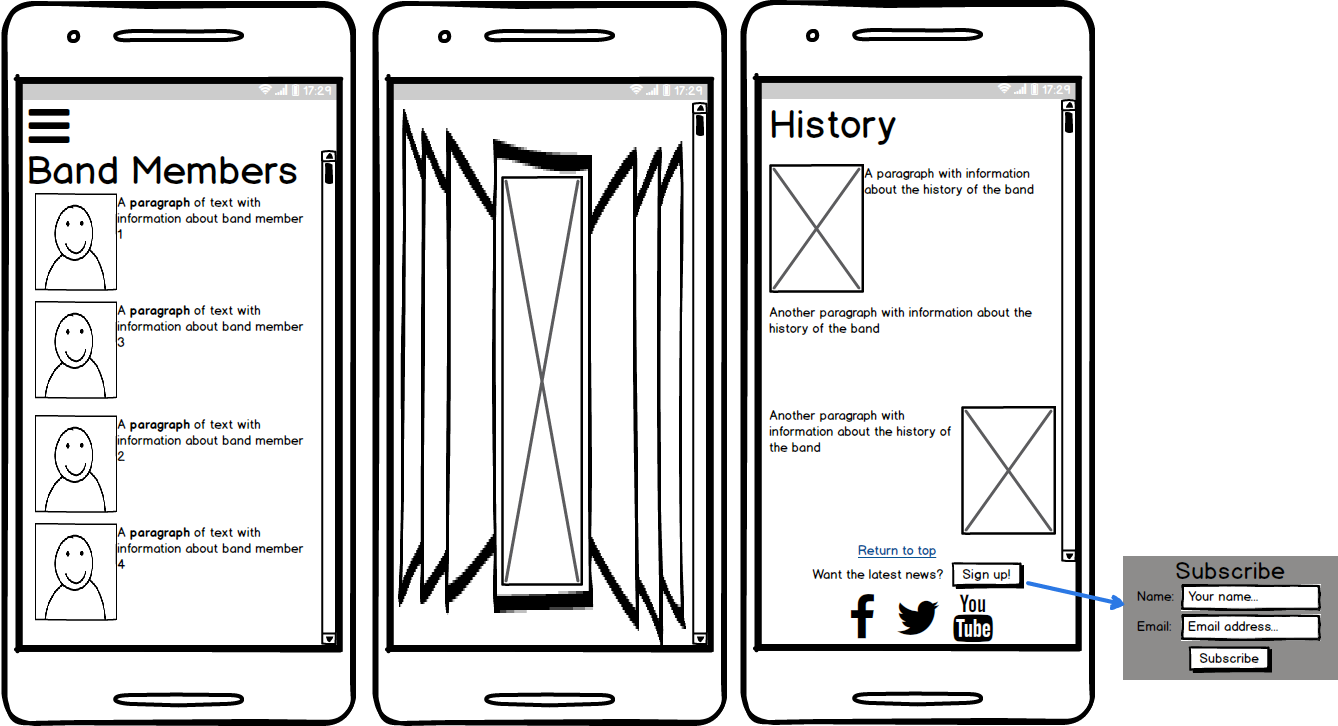 17:29
Band Members
A paragraph of text with
information about band member
1
A paragraph of text with
information about band member
3
A paragraph of text with
information about band member
2
A paragraph of text with
information about band member
4
17:29
17:29
History
A paragraph with information
about the history of the band
Another paragraph with information about the
history of the band
Another paragraph with
information about the history of
the band
Return to top
Want the latest news? Sign up!
You
Tube
Subscribe
Name: Your name...
Email: Email address...
Subscribe